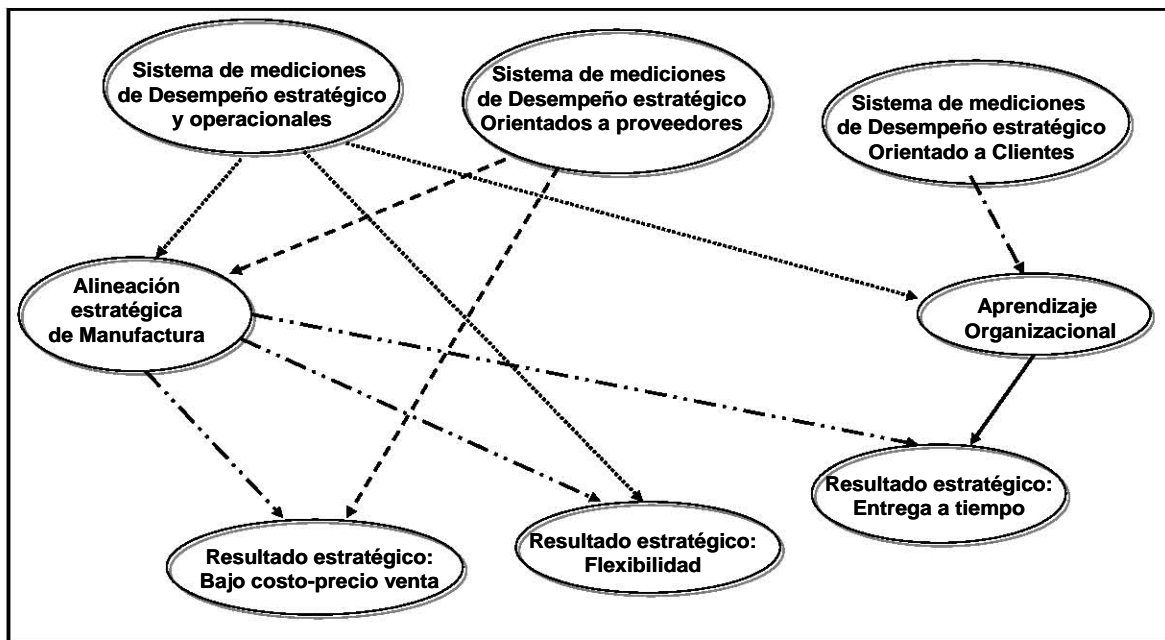 Sistema de mediciones
de Desempeño estratégico
y operacionales
Sistema de mediciones
de Desempeño estratégico
Orientados a proveedores
Sistema de mediciones
de Desempeño estratégico
Orientado a Clientes
Alineación
estratégica
de Manufactura
Aprendizaje
Organizacional
Resultado estratégico:
Bajo costo-precio venta
Resultado estratégico:
Flexibilidad
Resultado estratégico:
Entrega a tiempo